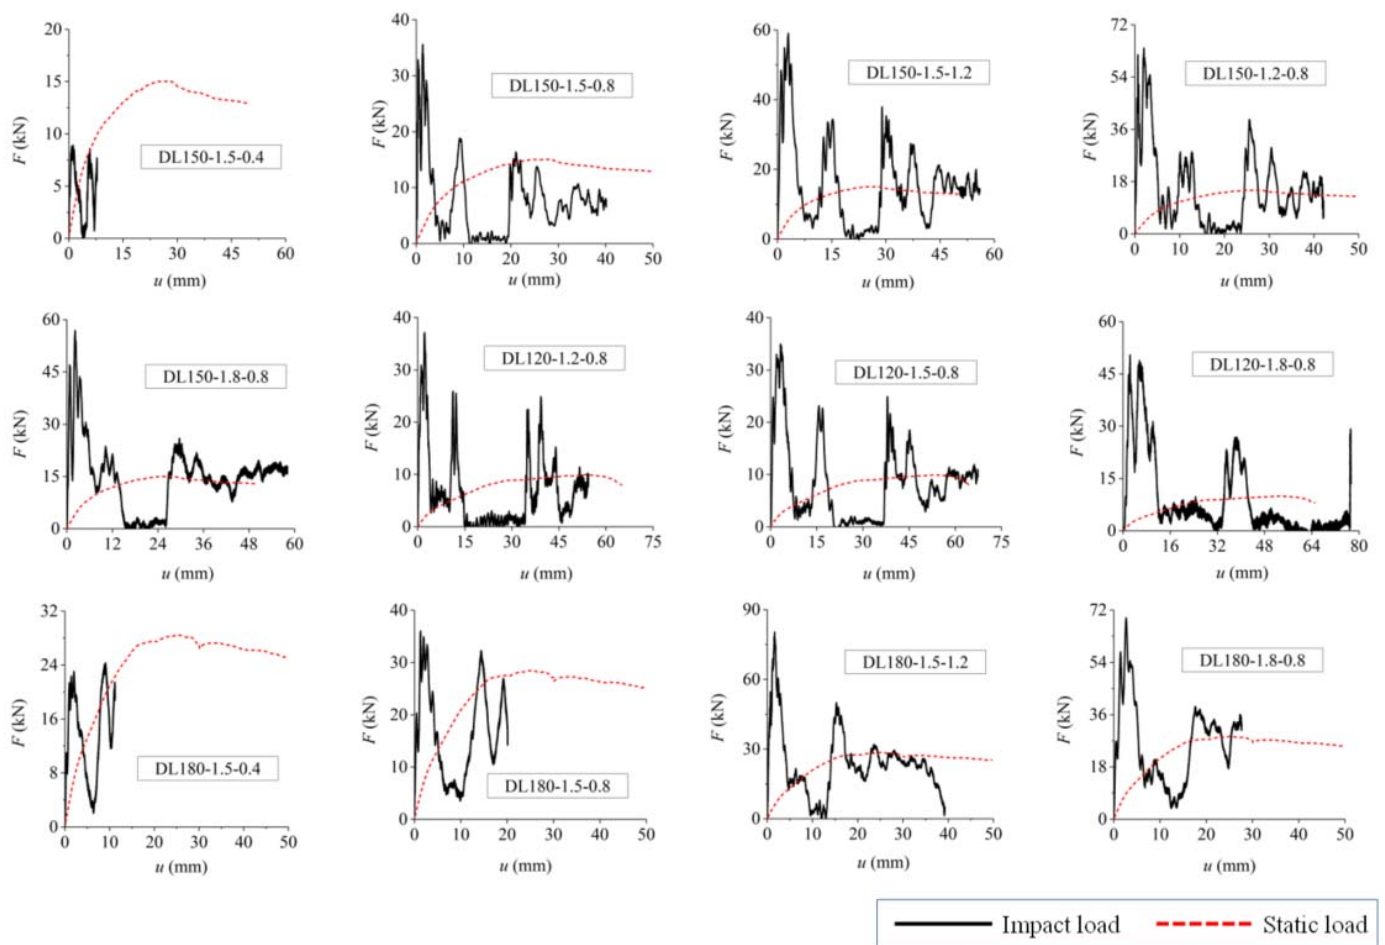 20
15
10
5
0
F (kN)
DL150-1.5-0.4
0 15 30 45 60
u (mm)
40
30
20
10
0
F (kN)
DL150-1.5-0.8
0 10 20 30 40 50
u (mm)
60
40
20
0
F (kN)
DL150-1.5-1.2
0 15 30 45 60
u (mm)
72
54
36
18
0
F (kN)
DL150-1.2-0.8
0 10 20 30 40 50
u (mm)
60
45
30
15
0
F (kN)
DL150-1.8-0.8
0 12 24 36 48 60
u (mm)
40
30
20
10
0
F (kN)
DL120-1.2-0.8
0 15 30 45 60 75
u (mm)
40
30
20
10
0
F (kN)
DL120-1.5-0.8
0 15 30 45 60 75
u (mm)
60
45
30
15
0
F (kN)
DL120-1.8-0.8
0 16 32 48 64 80
u (mm)
32
24
16
8
0
F (kN)
DL180-1.5-0.4
0 10 20 30 40 50
u (mm)
40
30
20
10
0
F (kN)
DL180-1.5-0.8
0 10 20 30 40 50
u (mm)
90
60
30
0
F (kN)
DL180-1.5-1.2
0 10 20 30 40 50
u (mm)
72
54
36
18
0
F (kN)
DL180-1.8-0.8
0 10 20 30 40 50
u (mm)
Impact load
Static load